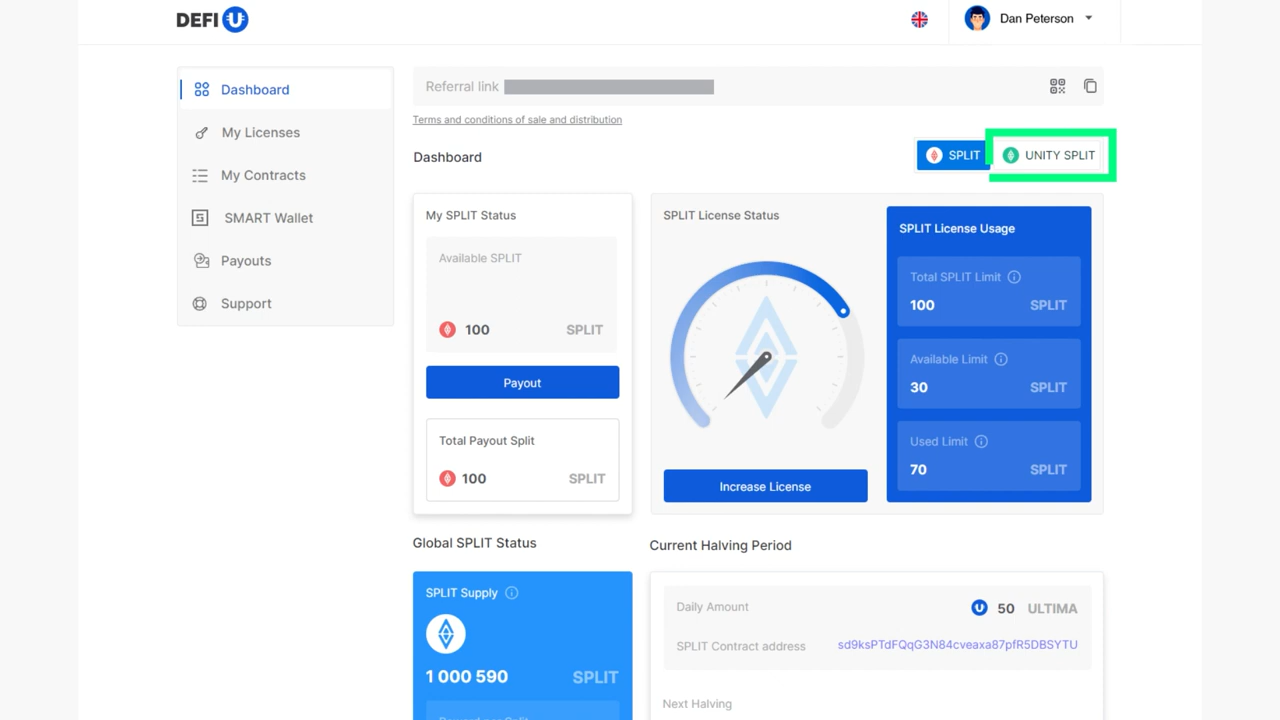 DEFI U
Dan Peterson
Dashboard
My Licenses
My Contracts
SMART Wallet
Payouts
Support
Referral link
Terms and conditions of sale and distribution
Dashboard
SPLIT
UNITY SPLIT
My SPLIT Status
Available SPLIT
100 SPLIT
Payout
Total Payout Split
100 SPLIT
SPLIT License Status
Increase License
SPLIT License Usage
Total SPLIT Limit
100 SPLIT
Available Limit
30 SPLIT
Used Limit
70 SPLIT
Global SPLIT Status
SPLIT Supply
1 000 590 SPLIT
Current Halving Period
Daily Amount
50 ULTIMA
SPLIT Contract address
sd9ksPTdFQqG3N84cveaxa87pfR5DBSYTU
Next Halving